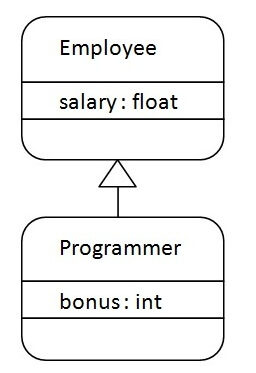 Employee
salary : float
Programmer
bonus : int